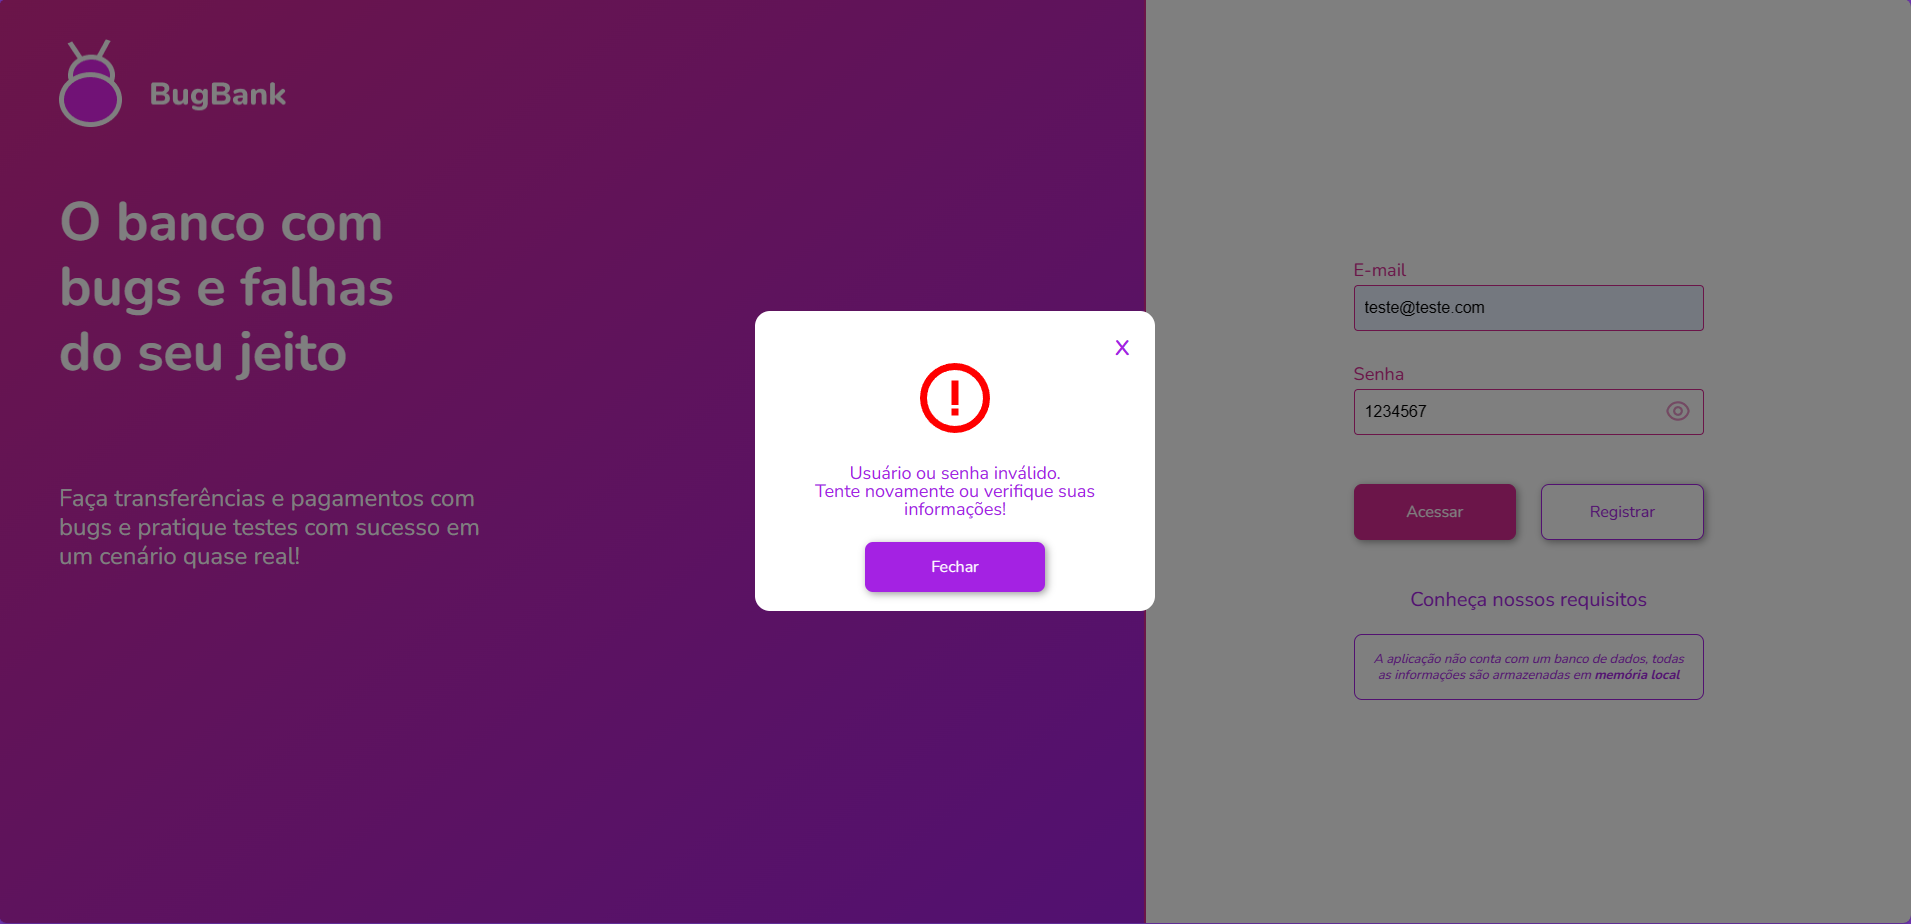 BugBank
O banco com
bugs e falhas
do seu jeito
Faça transferências e pagamentos com
bugs e pratique testes com sucesso em
um cenário quase real!
X
Usuário ou senha inválido.
Tente novamente ou verifique suas
informações!
Fechar
E-mail
teste@teste.com
Senha
1234567
Acessar
Registrar
Conheça nossos requisitos
A aplicação não conta com um banco de dados, todas
as informações são armazenadas em memória local